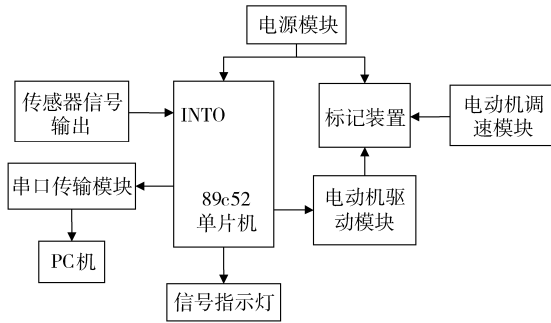 电源模块
传感器信号
输出
INTO
标记装置
电动机调
速模块
串口传输模块
89c52
单片机
电动机驱
动模块
PC机
信号指示灯